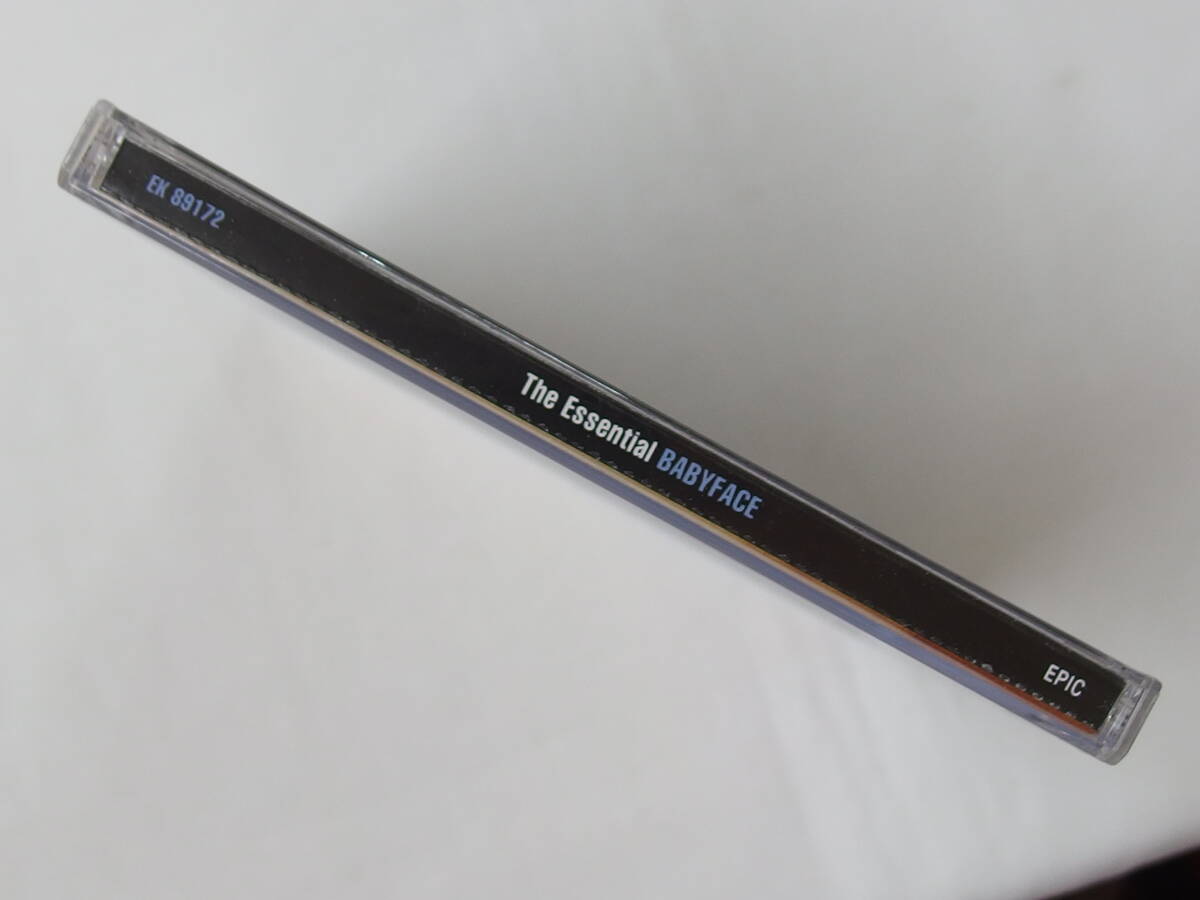 EK 89172
The Essential BABYFACE
EPIC